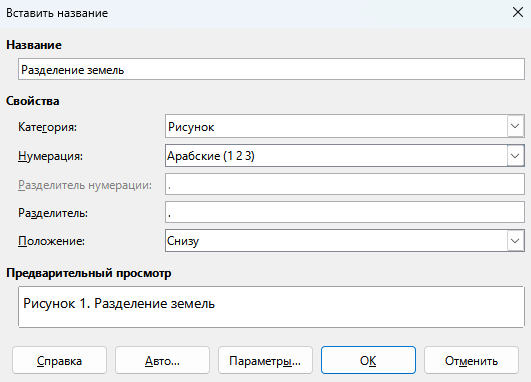 Вставить название
Название
Разделение земель
Свойства
Категория: Рисунок
Нумерация: Арабские (1 2 3)
Разделитель нумерации: .
Разделитель: .
Положение: Снизу
Предварительный просмотр
Рисунок 1. Разделение земель
Справка Авто... Параметры... ОК Отменить